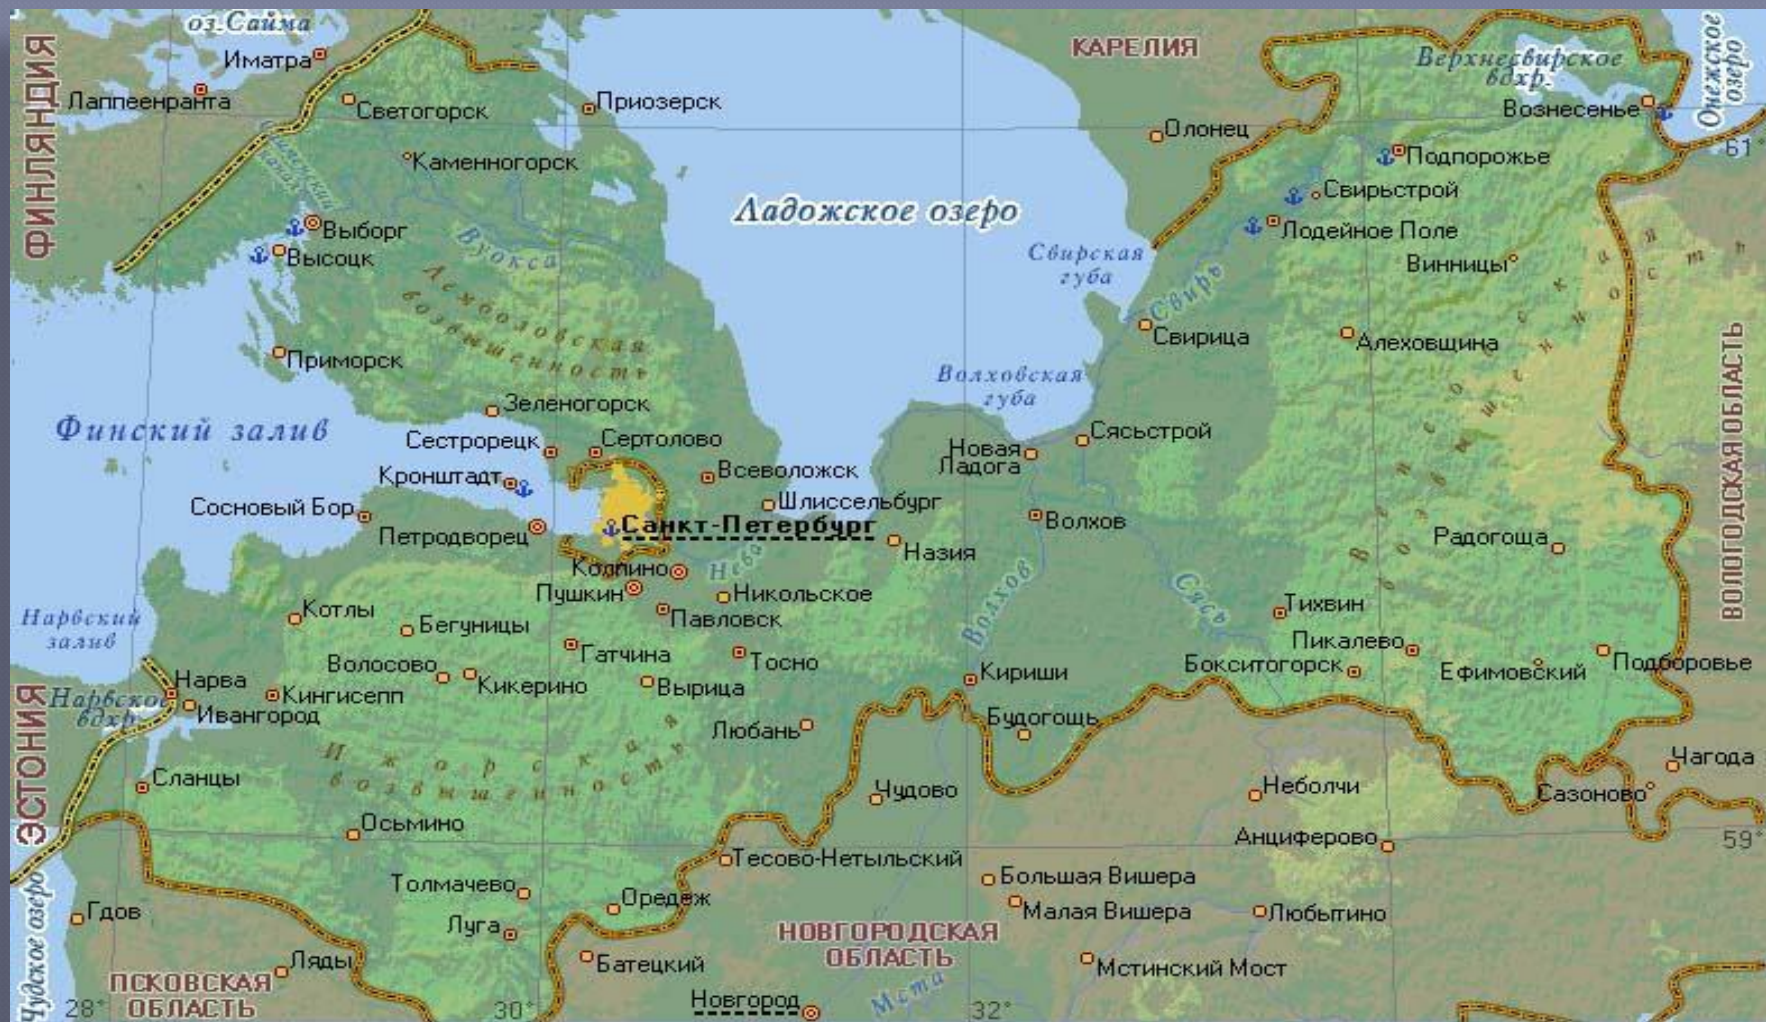 оз.Сайма
Иматра
Лаппеенранта
ФИНЛЯНДИЯ
Светогорск
Каменногорск
Приозерск
КАРЕЛИЯ
Олонец
Верхнесвирское
вдхр.
Вознесенье
Онежское
озеро
61°
Подпорожье
Свирьстрой
Лодейное Поле
Винницы
Выборг
Высоцк
Вуокса
Лемболовская
возвышенность
Ладожское озеро
Свирская
губа
Свирь
Свирица
Алеховщина
Приморск
Зеленогорск
Волховская
губа
Финский залив
Сестрорецк
Сертолово
Кронштадт
Всеволожск
Новая
Ладога
Сясьстрой
Сосновый Бор
Шлиссельбург
Санкт-Петербург
Петродворец
Назия
Волхов
Радогоща
Вепсовская
возвышенность
ВОЛОГОДСКАЯ ОБЛАСТЬ
Колпино
Нева
Пушкин
Никольское
Павловск
Волхов
Сясь
Тихвин
Пикалево
Бокситогорск
Ефимовский
Подборовье
Нарвский
залив
Котлы
Бегуницы
Гатчина
Тосно
Волосово
Кикерино
Вырица
Кириши
Нарва
Нарвское
вдхр.
Ивангород
Кингисепп
Любань
Будогощь
ЭСТОНИЯ
Ижорская
возвышенность
Сланцы
Чудово
Неболчи
Чагода
Сазоново
Осьмино
Анциферово
59°
Тесово-Нетыльский
Толмачево
Оредеж
Большая Вишера
Малая Вишера
Любытино
Гдов
Луга
НОВГОРОДСКАЯ
ОБЛАСТЬ
Чудское озеро
Ляды
Батецкий
Мстинский Мост
ПСКОВСКАЯ
ОБЛАСТЬ
Новгород
Мста
28°
30°
32°